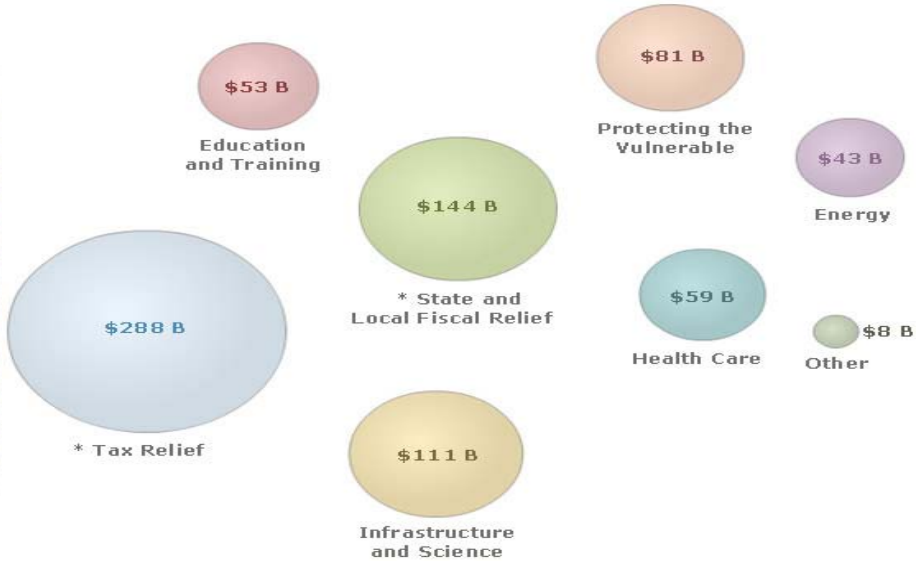 $53 B
Education
and Training
$81 B
Protecting the
Vulnerable
$43 B
Energy
$144 B
* State and
Local Fiscal Relief
$288 B
* Tax Relief
$59 B
Health Care
$8 B
Other
$111 B
Infrastructure
and Science